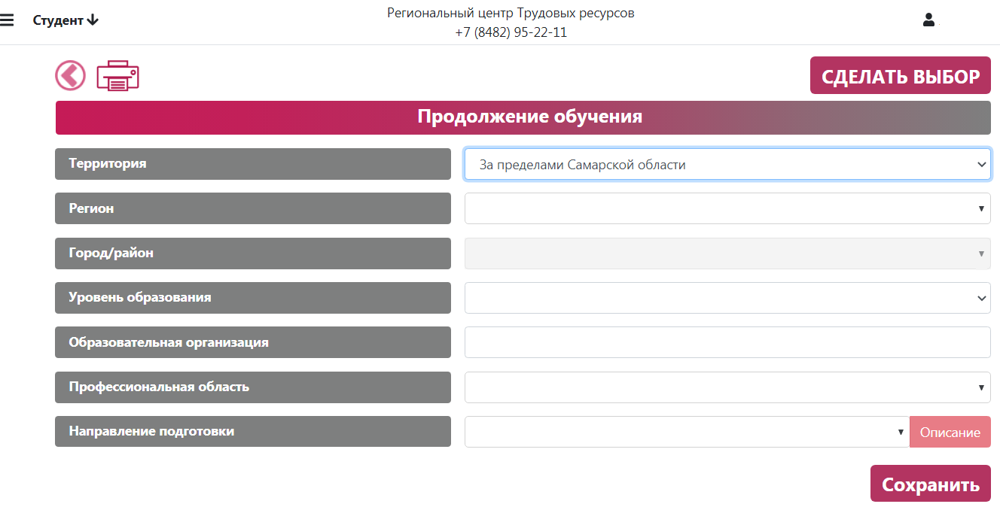 Студент
Региональный центр Трудовых ресурсов
+7 (8482) 95-22-11
СДЕЛАТЬ ВЫБОР
Продолжение обучения
Территория
За пределами Самарской области
Регион
Город/район
Уровень образования
Образовательная организация
Профессиональная область
Направление подготовки
Описание
Сохранить